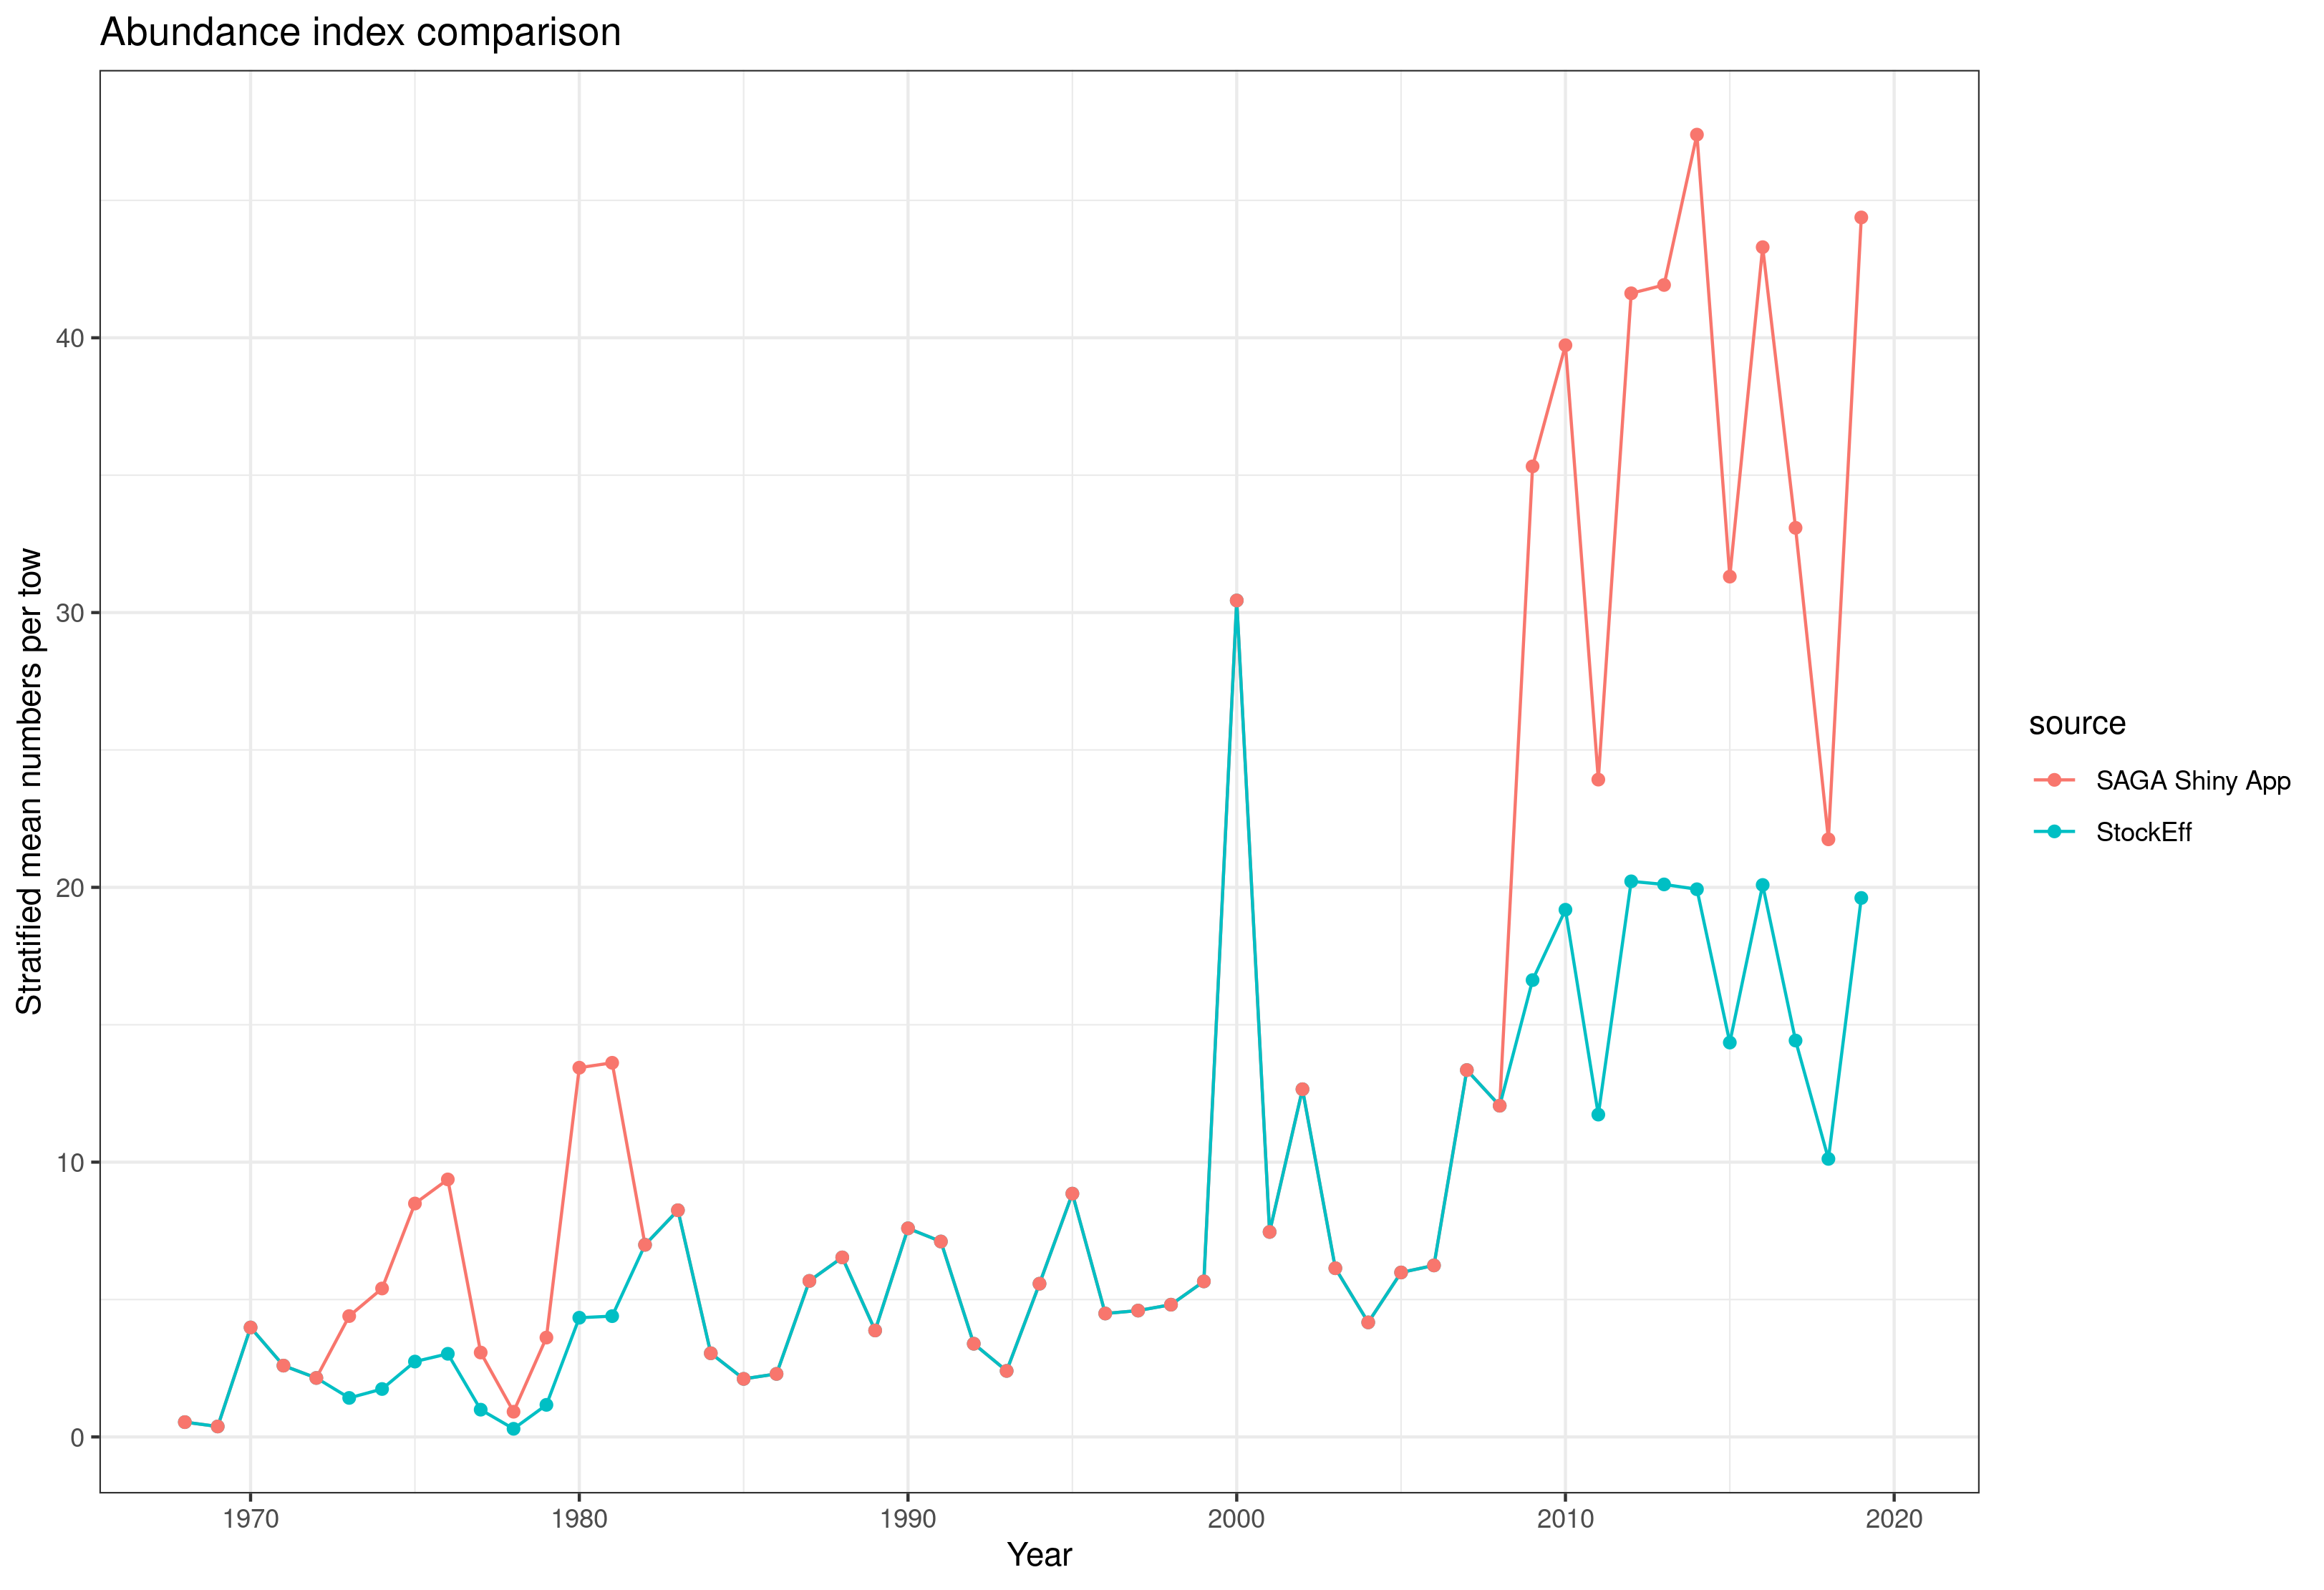 Abundance index comparison
Stratified mean numbers per tow
40
30
20
10
0
1970
1980
1990
2000
2010
2020
Year
source
SAGA Shiny App
StockEff